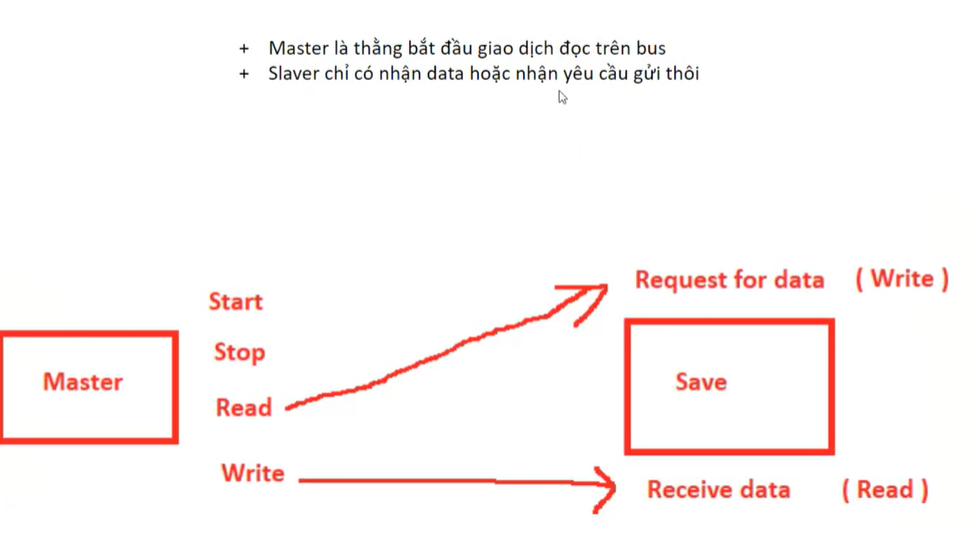 + Master là thằng bắt đầu giao dịch đọc trên bus
+ Slaver chỉ có nhận data hoặc nhận yêu cầu gửi thôi
Request for data ( Write )
Start
Stop
Master
Save
Read
Write
Receive data ( Read )